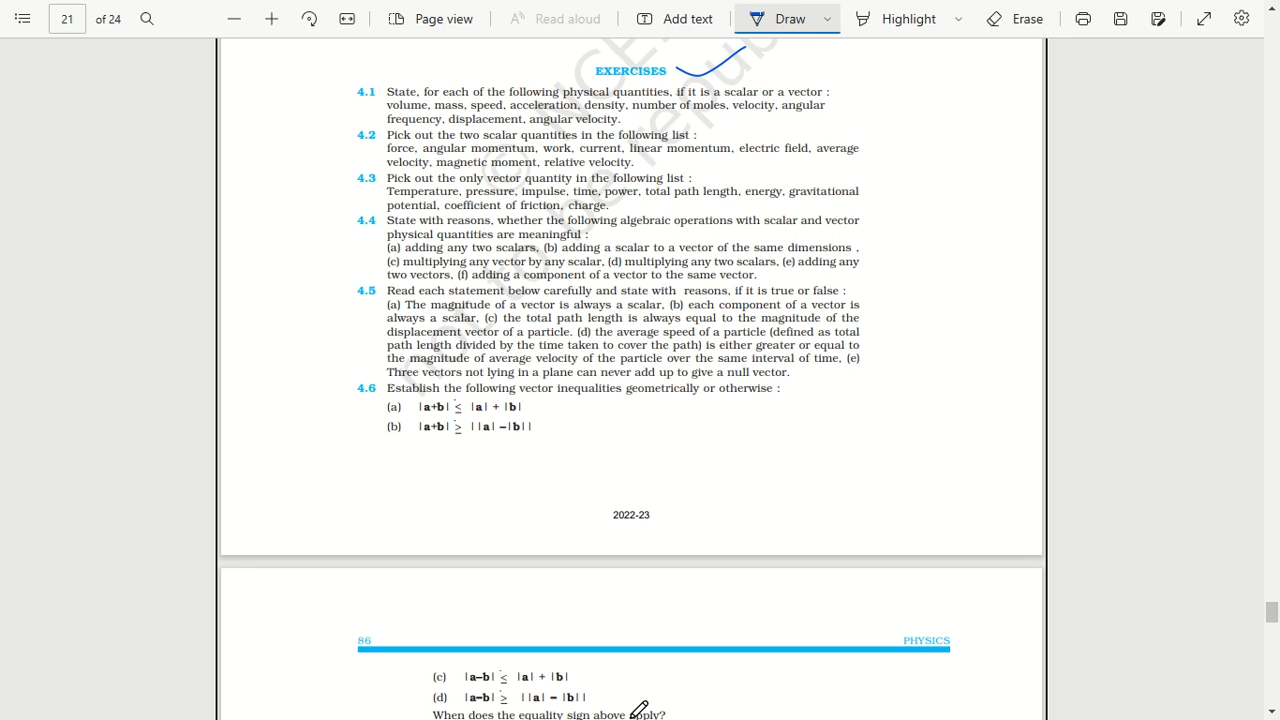 21 of 24 Page view Read aloud Add text Draw Highlight Erase
EXERCISES
4.1 State, for each of the following physical quantities, if it is a scalar or a vector :
volume, mass, speed, acceleration, density, number of moles, velocity, angular
frequency, displacement, angular velocity.
4.2 Pick out the two scalar quantities in the following list :
force, angular momentum, work, current, linear momentum, electric field, average
velocity, magnetic moment, relative velocity.
4.3 Pick out the only vector quantity in the following list :
Temperature, pressure, impulse, time, power, total path length, energy, gravitational
potential, coefficient of friction, charge.
4.4 State with reasons, whether the following algebraic operations with scalar and vector
physical quantities are meaningful :
(a) adding any two scalars, (b) adding a scalar to a vector of the same dimensions ,
(c) multiplying any vector by any scalar, (d) multiplying any two scalars, (e) adding any
two vectors, (f) adding a component of a vector to the same vector.
4.5 Read each statement below carefully and state with reasons, if it is true or false :
(a) The magnitude of a vector is always a scalar, (b) each component of a vector is
always a scalar, (c) the total path length is always equal to the magnitude of the
displacement vector of a particle. (d) the average speed of a particle (defined as total
path length divided by the time taken to cover the path) is either greater or equal to
the magnitude of average velocity of the particle over the same interval of time, (e)
Three vectors not lying in a plane can never add up to give a null vector.
4.6 Establish the following vector inequalities geometrically or otherwise :
(a) |a+b| ≤ |a| + |b|
(b) |a+b| ≥ ||a| −|b||
2022-23
86 PHYSICS
(c) |a−b| ≤ |a| + |b|
(d) |a−b| ≥ ||a| − |b||
When does the equality sign above apply?
© NCE
not to be repub